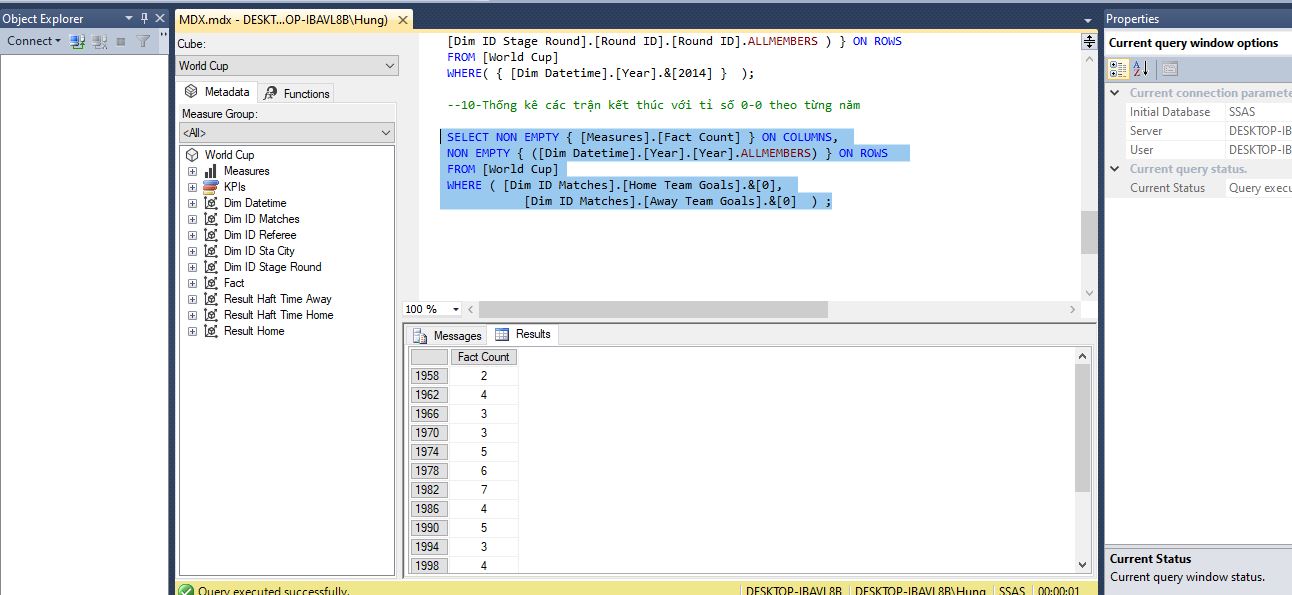 Object Explorer
Connect
MDX.mdx - DESKT...OP-IBAVL8B\Hung)
Cube:
World Cup
Metadata
Functions
Measure Group:
<All>
World Cup
Measures
KPIs
Dim Datetime
Dim ID Matches
Dim ID Referee
Dim ID Sta City
Dim ID Stage Round
Fact
Result Haft Time Away
Result Haft Time Home
Result Home
[Dim ID Stage Round].[Round ID].[Round ID].ALLMEMBERS ) } ON ROWS
FROM [World Cup]
WHERE( { [Dim Datetime].[Year].&[2014] }  );
--10-Thống kê các trận kết thúc với tỉ số 0-0 theo từng năm
SELECT NON EMPTY { [Measures].[Fact Count] } ON COLUMNS,
NON EMPTY { ([Dim Datetime].[Year].[Year].ALLMEMBERS) } ON ROWS
FROM [World Cup]
WHERE ( [Dim ID Matches].[Home Team Goals].&[0],
[Dim ID Matches].[Away Team Goals].&[0]  ) ;
100 %
Messages
Results
Fact Count
1958 2
1962 4
1966 3
1970 3
1974 5
1978 6
1982 7
1986 4
1990 5
1994 3
1998 4
Query executed successfully.
DESKTOP-IBAVL8B
DESKTOP-IBAVL8B\Hung
SSAS
00:00:01
Properties
Current query window options
Current connection paramete
Initial Database SSAS
Server DESKTOP-IB
User DESKTOP-IB
Current query status.
Current Status Query execu
Current Status
Current query window status.